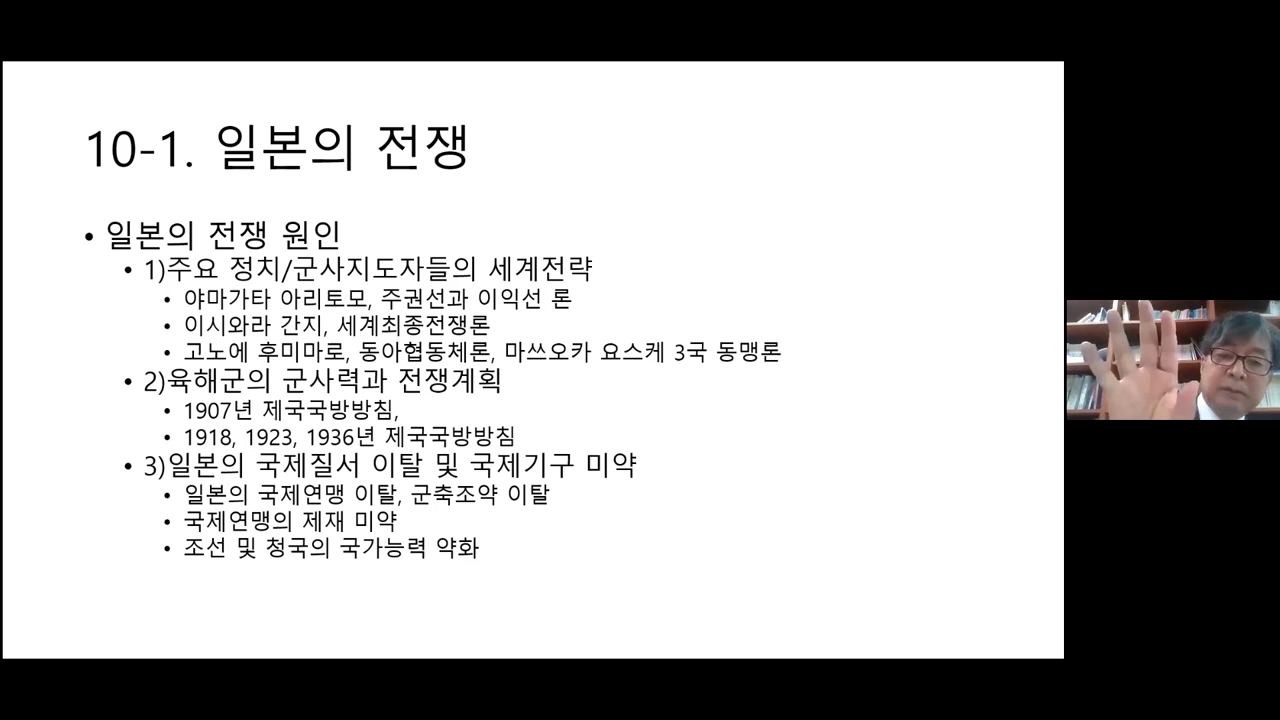 10-1. 일본의 전쟁
• 일본의 전쟁 원인
• 1)주요 정치/군사지도자들의 세계전략
• 야마가타 아리토모, 주권선과 이익선 론
• 이시와라 간지, 세계최종전쟁론
• 고노에 후미마로, 동아협동체론, 마쓰오카 요스케 3국 동맹론
• 2)육해군의 군사력과 전쟁계획
• 1907년 제국국방방침,
• 1918, 1923, 1936년 제국국방방침
• 3)일본의 국제질서 이탈 및 국제기구 미약
• 일본의 국제연맹 이탈, 군축조약 이탈
• 국제연맹의 제재 미약
• 조선 및 청국의 국가능력 약화